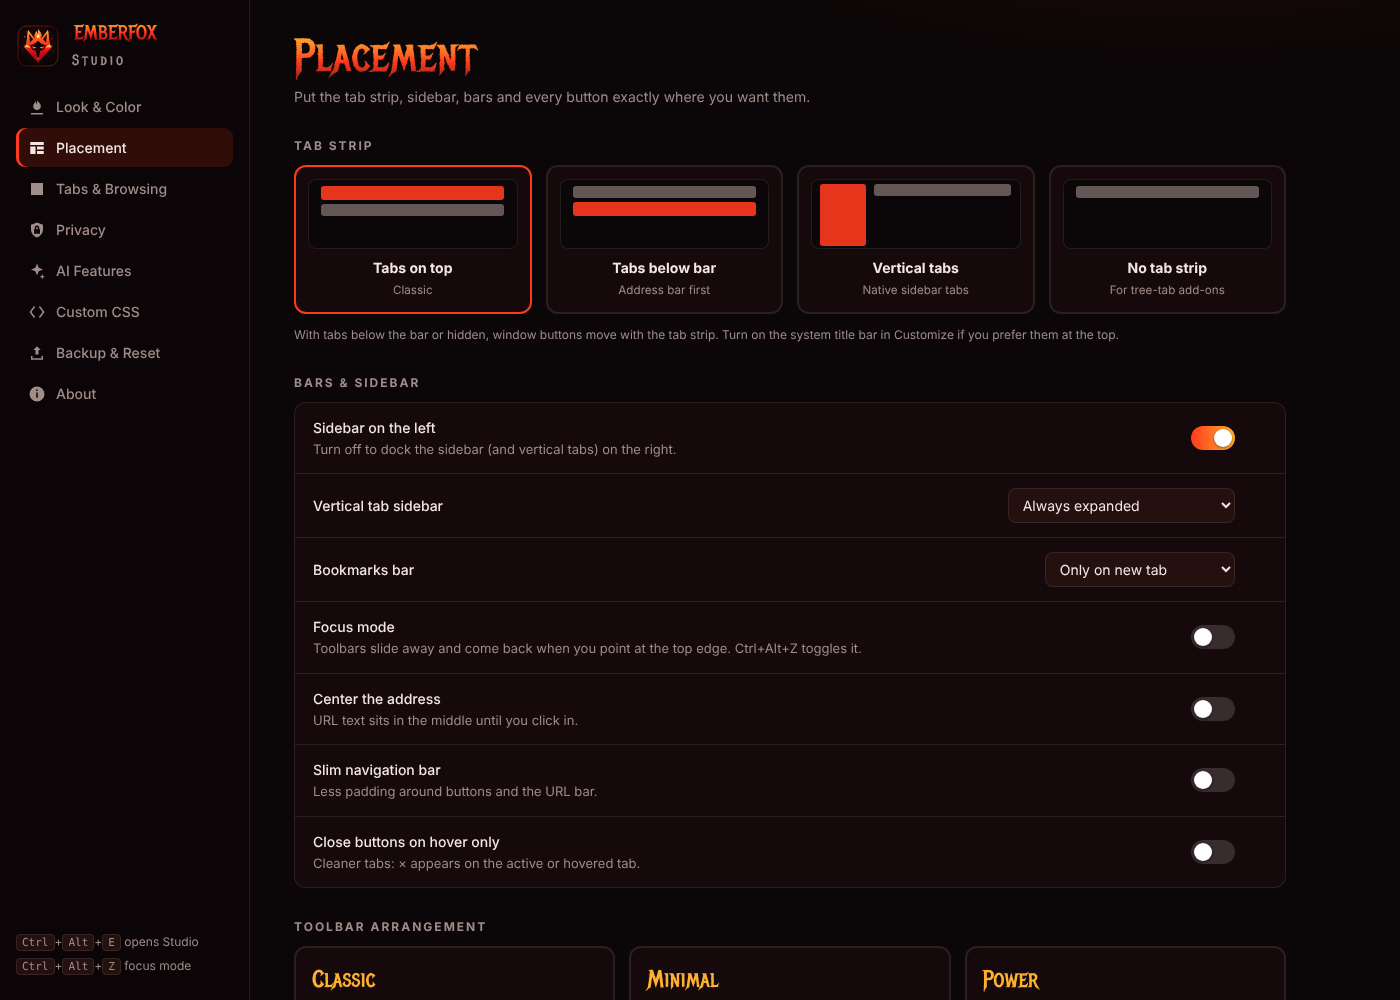 EMBERFOX
STUDIO
Look & Color
Placement
Tabs & Browsing
Privacy
AI Features
Custom CSS
Backup & Reset
About
Ctrl+Alt+E opens Studio
Ctrl+Alt+Z focus mode
PLACEMENT
Put the tab strip, sidebar, bars and every button exactly where you want them.
TAB STRIP
Tabs on top
Classic
Tabs below bar
Address bar first
Vertical tabs
Native sidebar tabs
No tab strip
For tree-tab add-ons
With tabs below the bar or hidden, window buttons move with the tab strip. Turn on the system title bar in Customize if you prefer them at the top.
BARS & SIDEBAR
Sidebar on the left
Turn off to dock the sidebar (and vertical tabs) on the right.
Vertical tab sidebar
Always expanded
Bookmarks bar
Only on new tab
Focus mode
Toolbars slide away and come back when you point at the top edge. Ctrl+Alt+Z toggles it.
Center the address
URL text sits in the middle until you click in.
Slim navigation bar
Less padding around buttons and the URL bar.
Close buttons on hover only
Cleaner tabs: × appears on the active or hovered tab.
TOOLBAR ARRANGEMENT
CLASSIC
MINIMAL
POWER